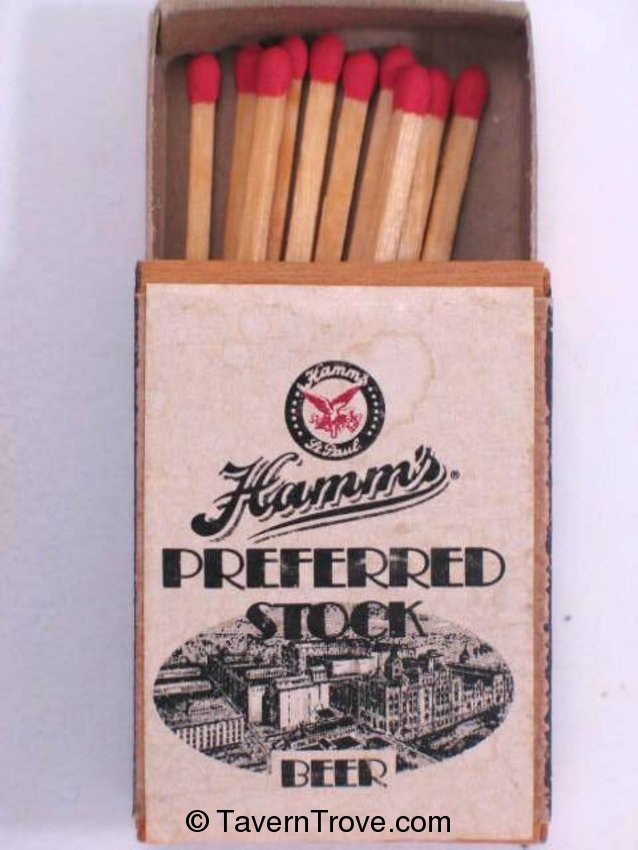 Hamm's
St. Paul
Hamm's®
PREFERRED
STOCK
BEER
© TavernTrove.com